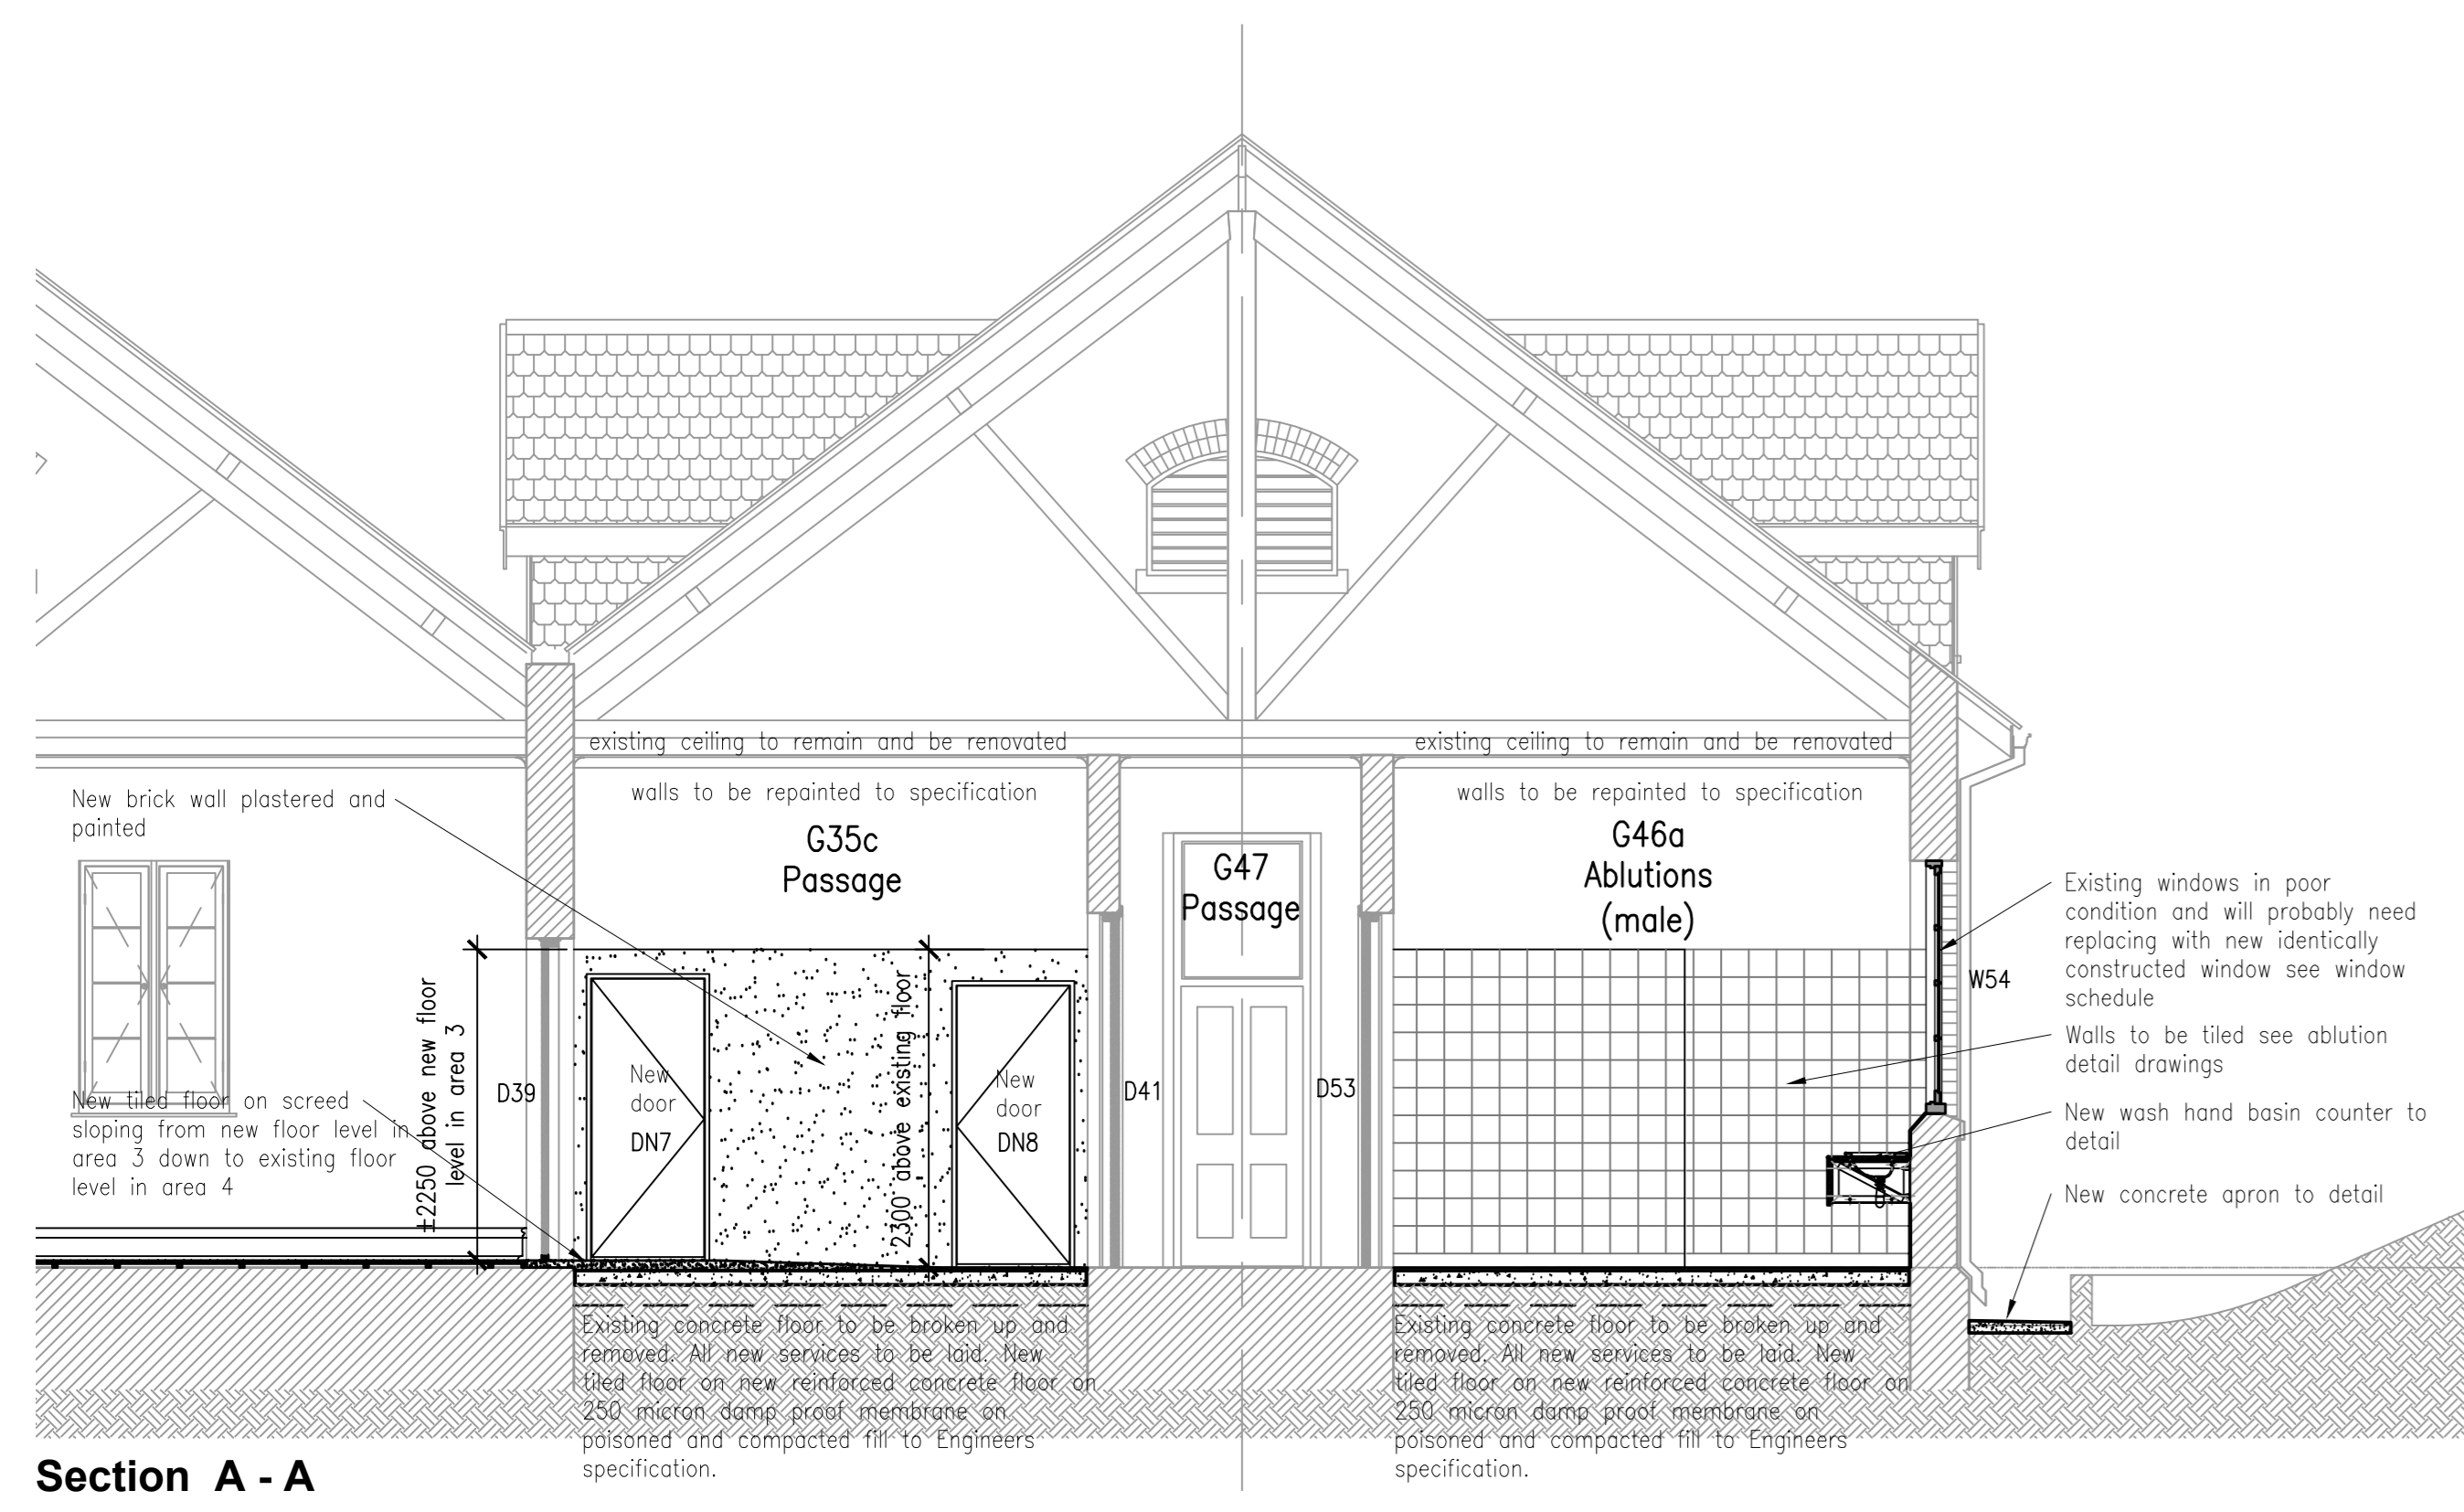 existing ceiling to remain and be renovated
existing ceiling to remain and be renovated
walls to be repainted to specification
walls to be repainted to specification
New brick wall plastered and
painted
G35c
Passage
G47
Passage
G46a
Ablutions
(male)
Existing windows in poor
condition and will probably need
replacing with new identically
constructed window see window
schedule
W54
Walls to be tiled see ablution
detail drawings
New wash hand basin counter to
detail
New concrete apron to detail
New tiled floor on screed
sloping from new floor level in
area 3 down to existing floor
level in area 4
±2250 above new floor
level in area 3
D39
New
door
DN7
2300 above existing floor
New
door
DN8
D41
D53
Existing concrete floor to be broken up and
removed. All new services to be laid. New
tiled floor on new reinforced concrete floor on
250 micron damp proof membrane on
poisoned and compacted fill to Engineers
specification.
Existing concrete floor to be broken up and
removed. All new services to be laid. New
tiled floor on new reinforced concrete floor on
250 micron damp proof membrane on
poisoned and compacted fill to Engineers
specification.
Section A - A